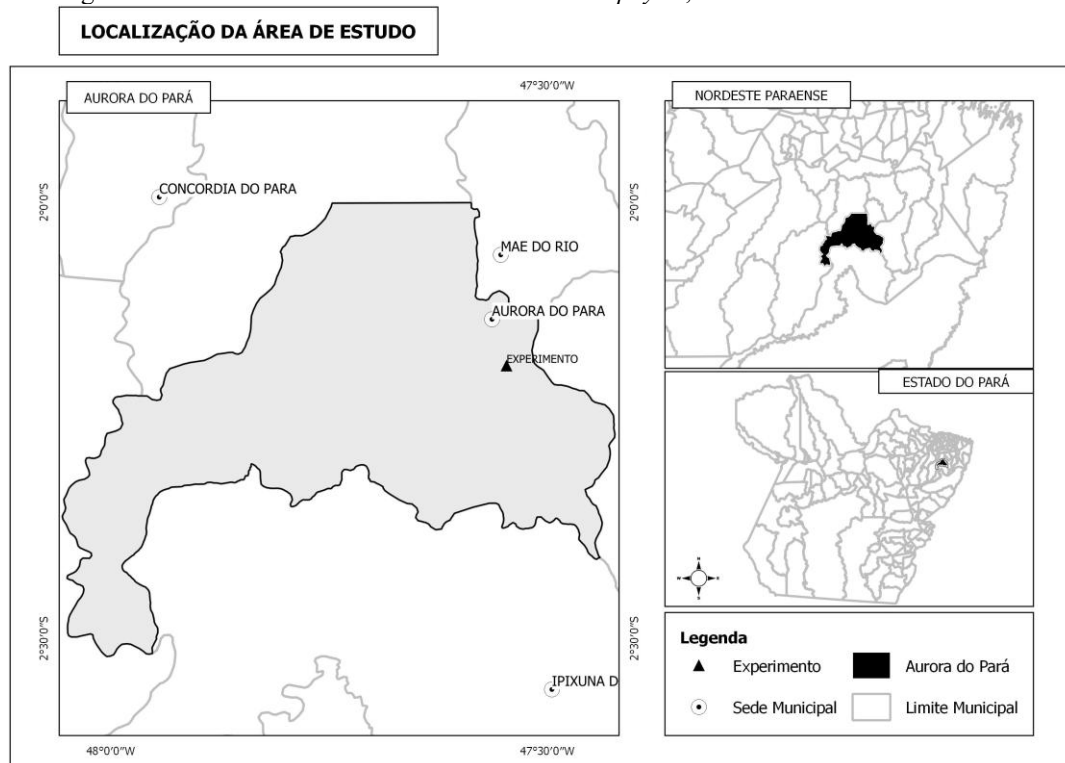 LOCALIZAÇÃO DA ÁREA DE ESTUDO
AURORA DO PARÁ
47°30'0"W
NORDESTE PARAENSE
2°0'0"S
CONCORDIA DO PARA
MAE DO RIO
AURORA DO PARA
EXPERIMENTO
2°0'0"S
ESTADO DO PARÁ
N
W
E
S
2°30'0"S
IPIXUNA D
2°30'0"S
48°0'0"W
47°30'0"W
Legenda
Experimento
Aurora do Pará
Sede Municipal
Limite Municipal